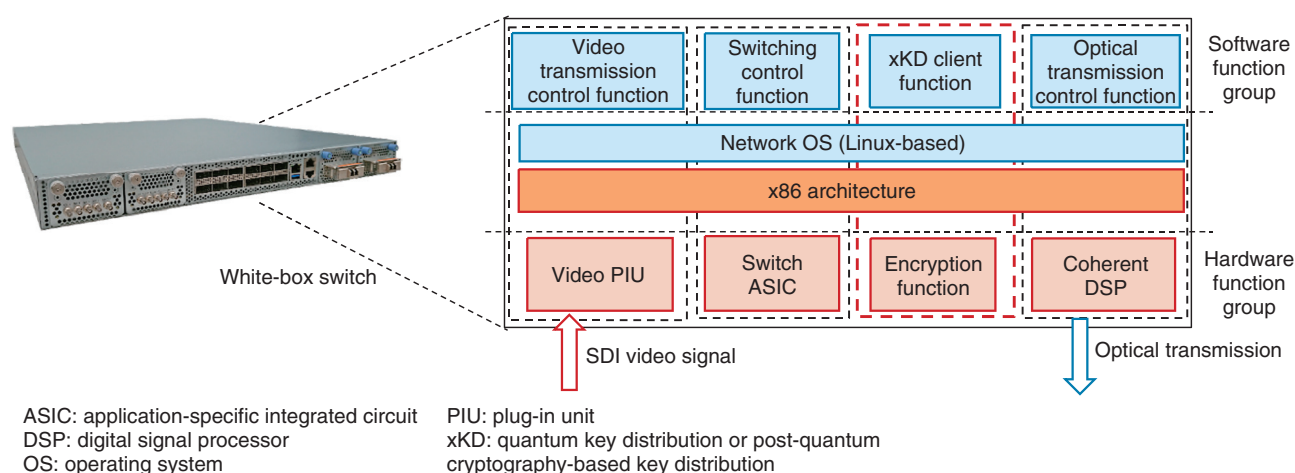 Video
transmission
control function
Switching
control
function
xKD client
function
Optical
transmission
control function
Software
function
group
Network OS (Linux-based)
x86 architecture
White-box switch
Video PIU
Switch
ASIC
Encryption
function
Coherent
DSP
Hardware
function
group
SDI video signal
Optical transmission
ASIC: application-specific integrated circuit
DSP: digital signal processor
OS: operating system
PIU: plug-in unit
xKD: quantum key distribution or post-quantum
cryptography-based key distribution